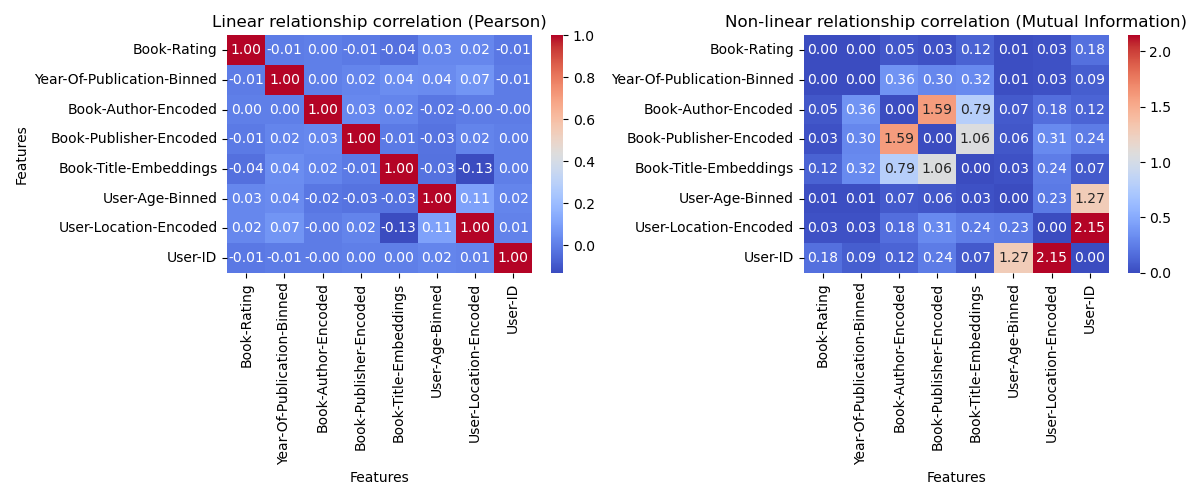 Linear relationship correlation (Pearson)
Features
Book-Rating 1.00 -0.01 0.00 -0.01 -0.04 0.03 0.02 -0.01
Year-Of-Publication-Binned -0.01 1.00 0.00 0.02 0.04 0.04 0.07 -0.01
Book-Author-Encoded 0.00 0.00 1.00 0.03 0.02 -0.02 -0.00 -0.00
Book-Publisher-Encoded -0.01 0.02 0.03 1.00 -0.01 -0.03 0.02 0.00
Book-Title-Embeddings -0.04 0.04 0.02 -0.01 1.00 -0.03 -0.13 0.00
User-Age-Binned 0.03 0.04 -0.02 -0.03 -0.03 1.00 0.11 0.02
User-Location-Encoded 0.02 0.07 -0.00 0.02 -0.13 0.11 1.00 0.01
User-ID -0.01 -0.01 -0.00 0.00 0.00 0.02 0.01 1.00
Book-Rating
Year-Of-Publication-Binned
Book-Author-Encoded
Book-Publisher-Encoded
Book-Title-Embeddings
User-Age-Binned
User-Location-Encoded
User-ID
Features
1.0
0.8
0.6
0.4
0.2
0.0
Non-linear relationship correlation (Mutual Information)
Book-Rating 0.00 0.00 0.05 0.03 0.12 0.01 0.03 0.18
Year-Of-Publication-Binned 0.00 0.00 0.36 0.30 0.32 0.01 0.03 0.09
Book-Author-Encoded 0.05 0.36 0.00 1.59 0.79 0.07 0.18 0.12
Book-Publisher-Encoded 0.03 0.30 1.59 0.00 1.06 0.06 0.31 0.24
Book-Title-Embeddings 0.12 0.32 0.79 1.06 0.00 0.03 0.24 0.07
User-Age-Binned 0.01 0.01 0.07 0.06 0.03 0.00 0.23 1.27
User-Location-Encoded 0.03 0.03 0.18 0.31 0.24 0.23 0.00 2.15
User-ID 0.18 0.09 0.12 0.24 0.07 1.27 2.15 0.00
Book-Rating
Year-Of-Publication-Binned
Book-Author-Encoded
Book-Publisher-Encoded
Book-Title-Embeddings
User-Age-Binned
User-Location-Encoded
User-ID
Features
2.0
1.5
1.0
0.5
0.0